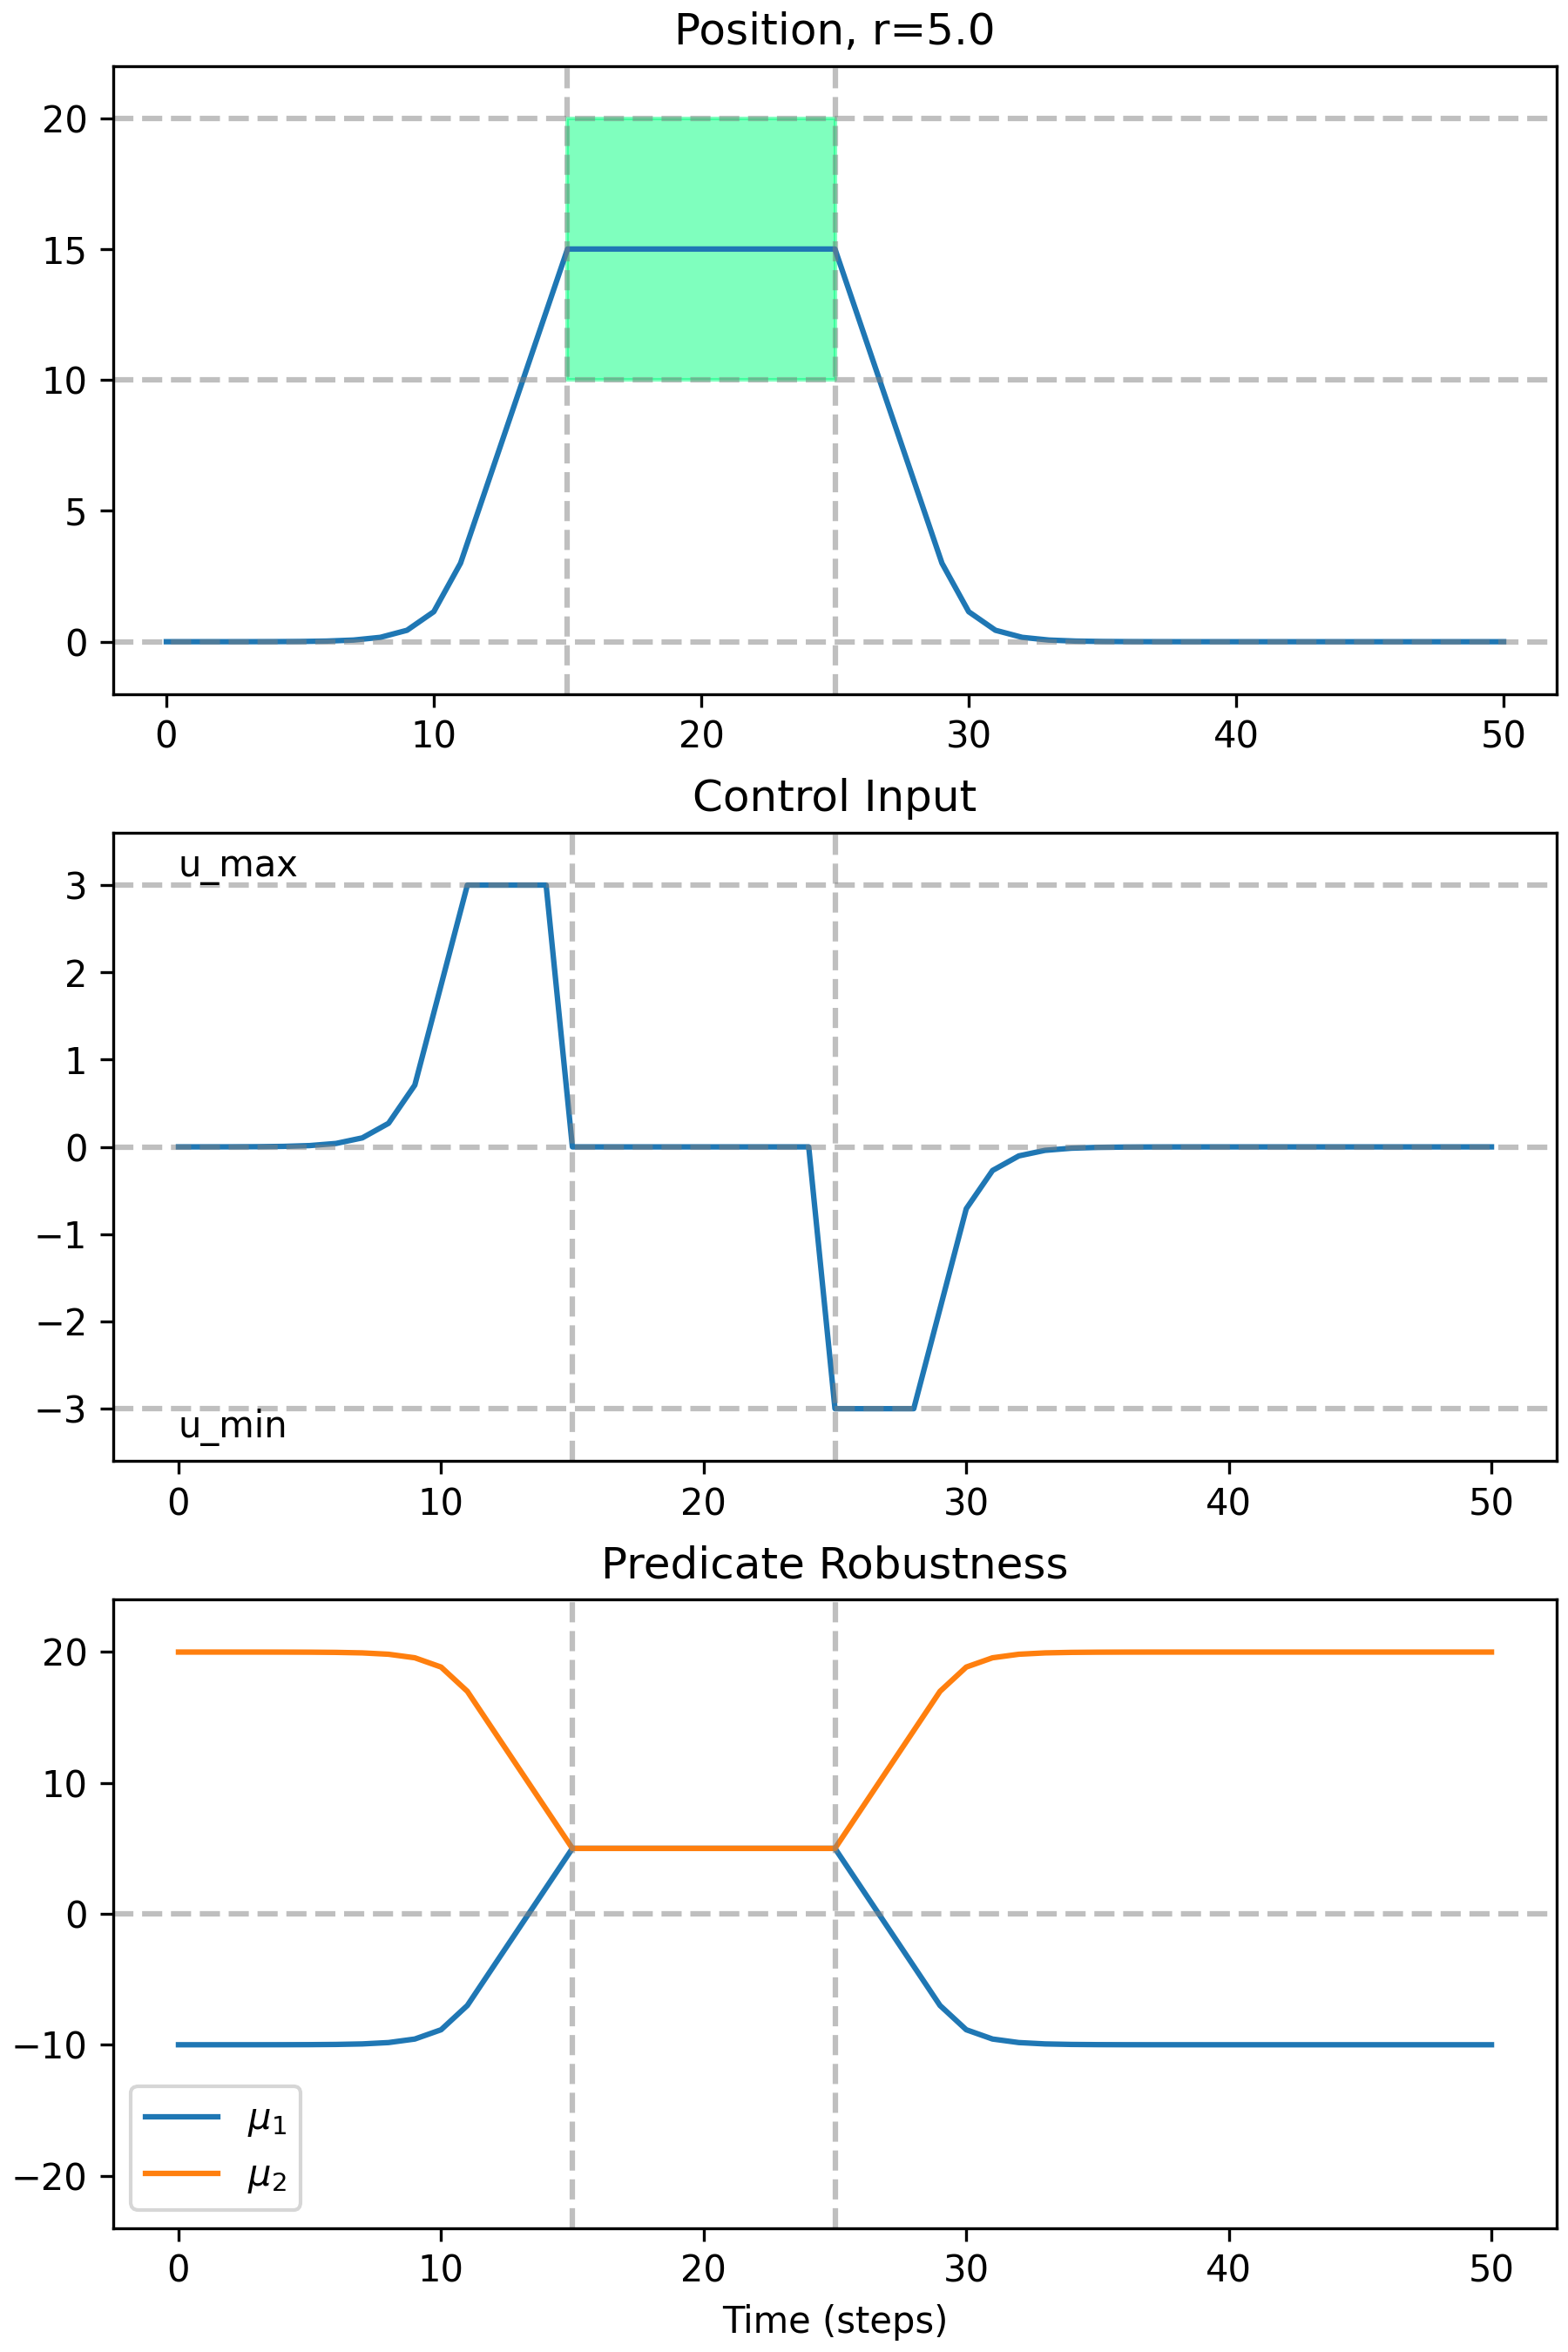 Position, r=5.0
20
15
10
5
0
0 10 20 30 40 50
Control Input
u_max
3
2
1
0
−1
−2
−3
u_min
0 10 20 30 40 50
Predicate Robustness
20
10
0
−10
−20
μ₁
μ₂
0 10 20 30 40 50
Time (steps)